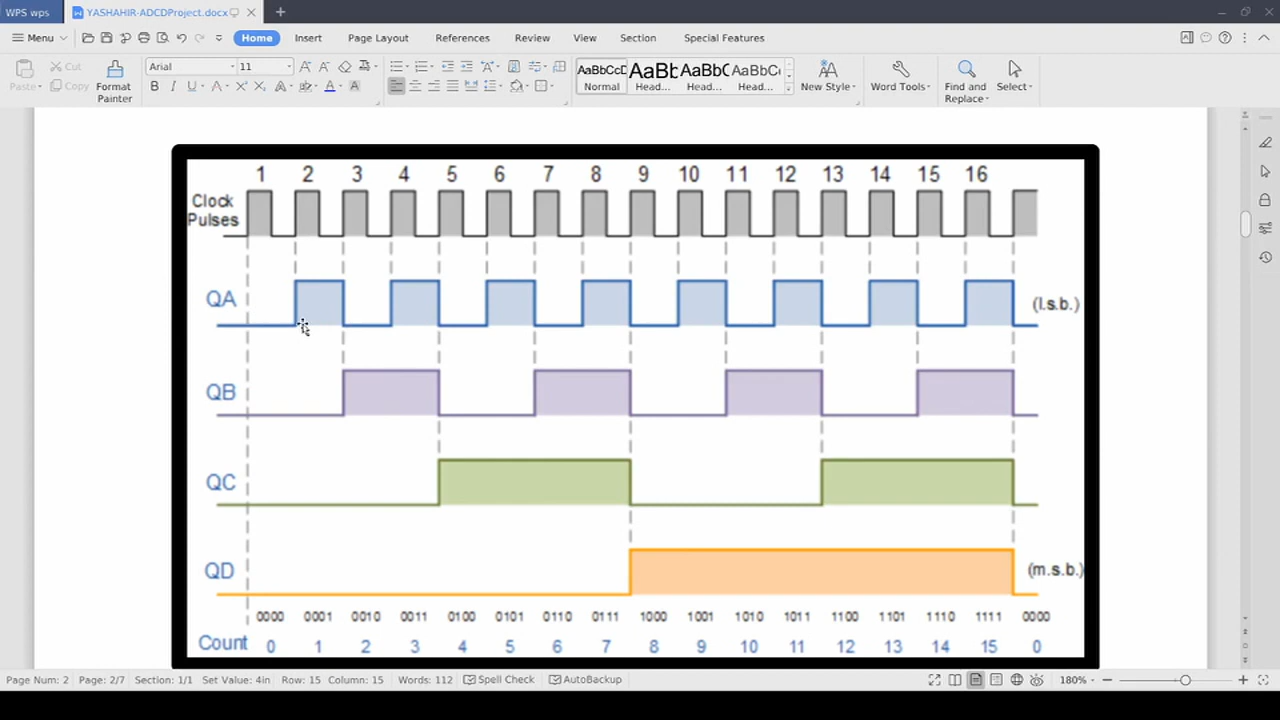 WPS wps YASHAHIR-ADCDProject.docx
Menu Home Insert Page Layout References Review View Section Special Features
Paste Cut Copy Format Painter Arial 11 AaBbCcD Normal AaBb Head... AaBbC Head... AaBbC Head... New Style Word Tools Find and Replace Select
1 2 3 4 5 6 7 8 9 10 11 12 13 14 15 16
Clock Pulses
QA (l.s.b.)
QB
QC
QD (m.s.b.)
0000 0001 0010 0011 0100 0101 0110 0111 1000 1001 1010 1011 1100 1101 1110 1111 0000
Count 0 1 2 3 4 5 6 7 8 9 10 11 12 13 14 15 0
Page Num: 2 Page: 2/7 Section: 1/1 Set Value: 4in Row: 15 Column: 15 Words: 112 Spell Check AutoBackup 180%